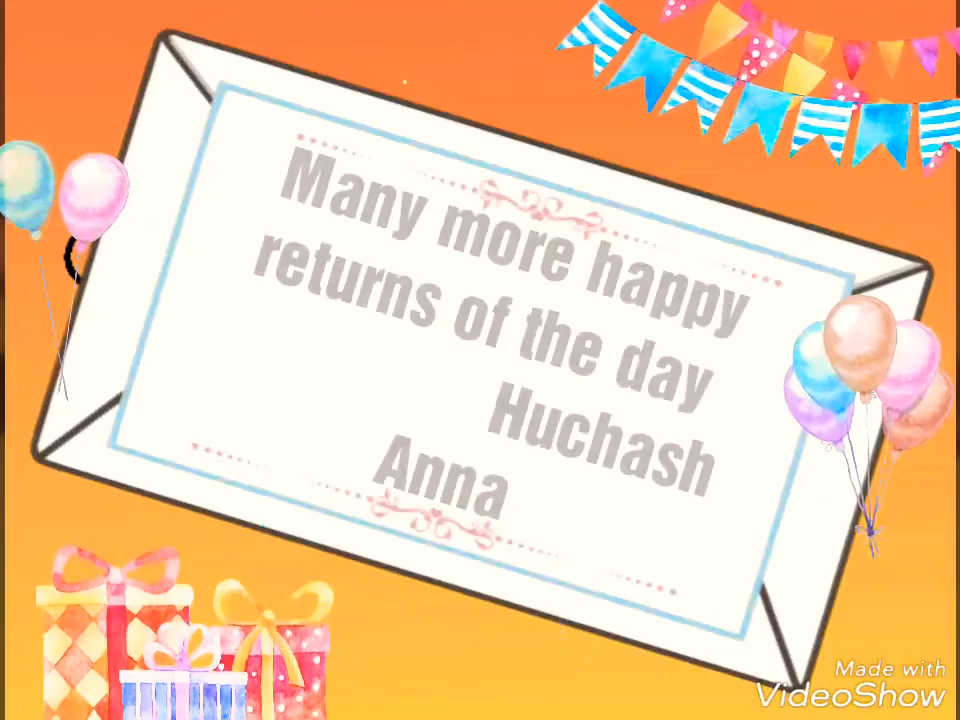 Many more happy
returns of the day
Huchash
Anna
Made with
VideoShow